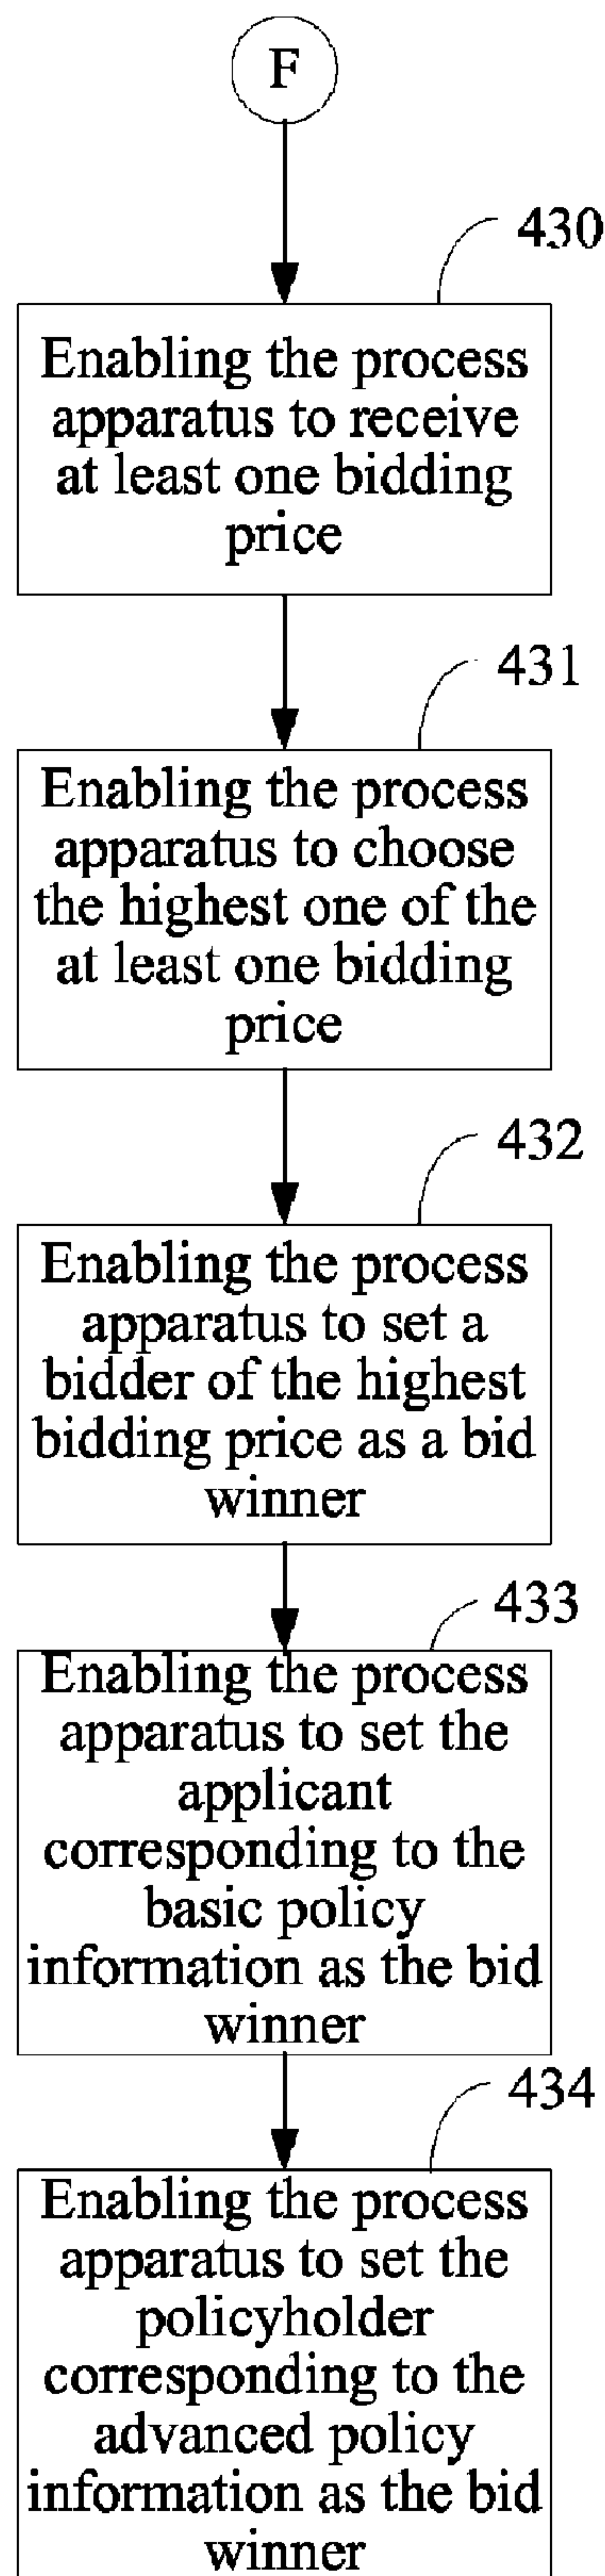 F
430
Enabling the process
apparatus to receive
at least one bidding
price
431
Enabling the process
apparatus to choose
the highest one of the
at least one bidding
price
432
Enabling the process
apparatus to set a
bidder of the highest
bidding price as a bid
winner
433
Enabling the process
apparatus to set the
applicant
corresponding to the
basic policy
information as the bid
winner
434
Enabling the process
apparatus to set the
policyholder
corresponding to the
advanced policy
information as the bid
winner